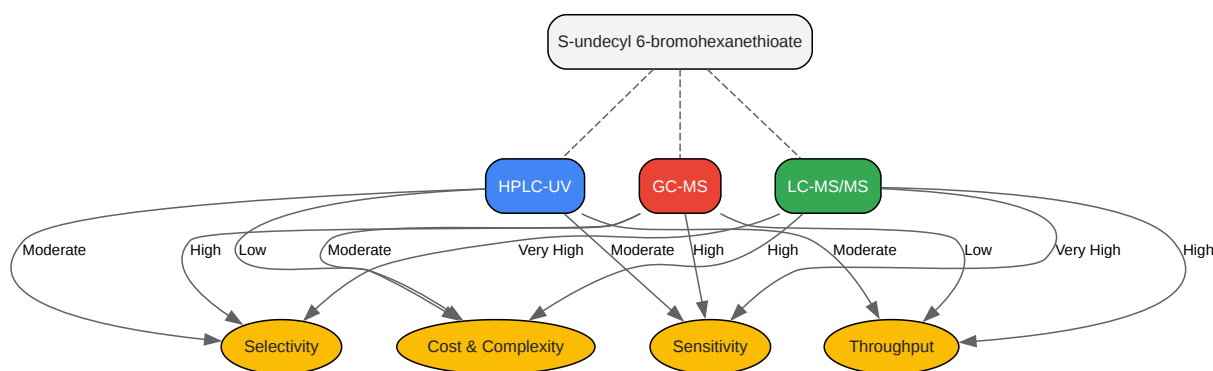 S-undecyl 6-bromohexanethioate
HPLC-UV
GC-MS
LC-MS/MS
Moderate
High
Low
Moderate
Very High
Moderate
High
High
Moderate
Low
Very High
High
Selectivity
Cost & Complexity
Sensitivity
Throughput